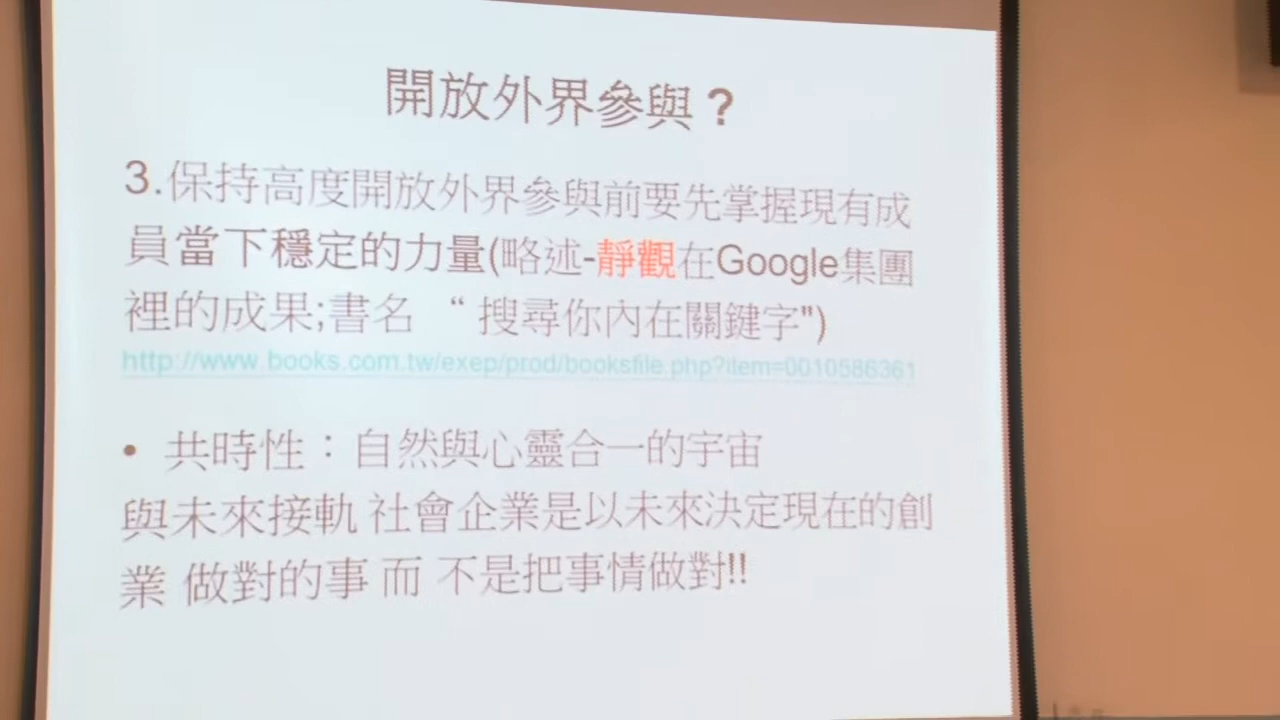 開放外界參與？
3.保持高度開放外界參與前要先掌握現有成
員當下穩定的力量(略述-靜觀在Google集團
裡的成果;書名 “ 搜尋你內在關鍵字")
http://www.books.com.tw/exep/prod/booksfile.php?item=0010586361
• 共時性：自然與心靈合一的宇宙
與未來接軌 社會企業是以未來決定現在的創
業 做對的事 而 不是把事情做對!!